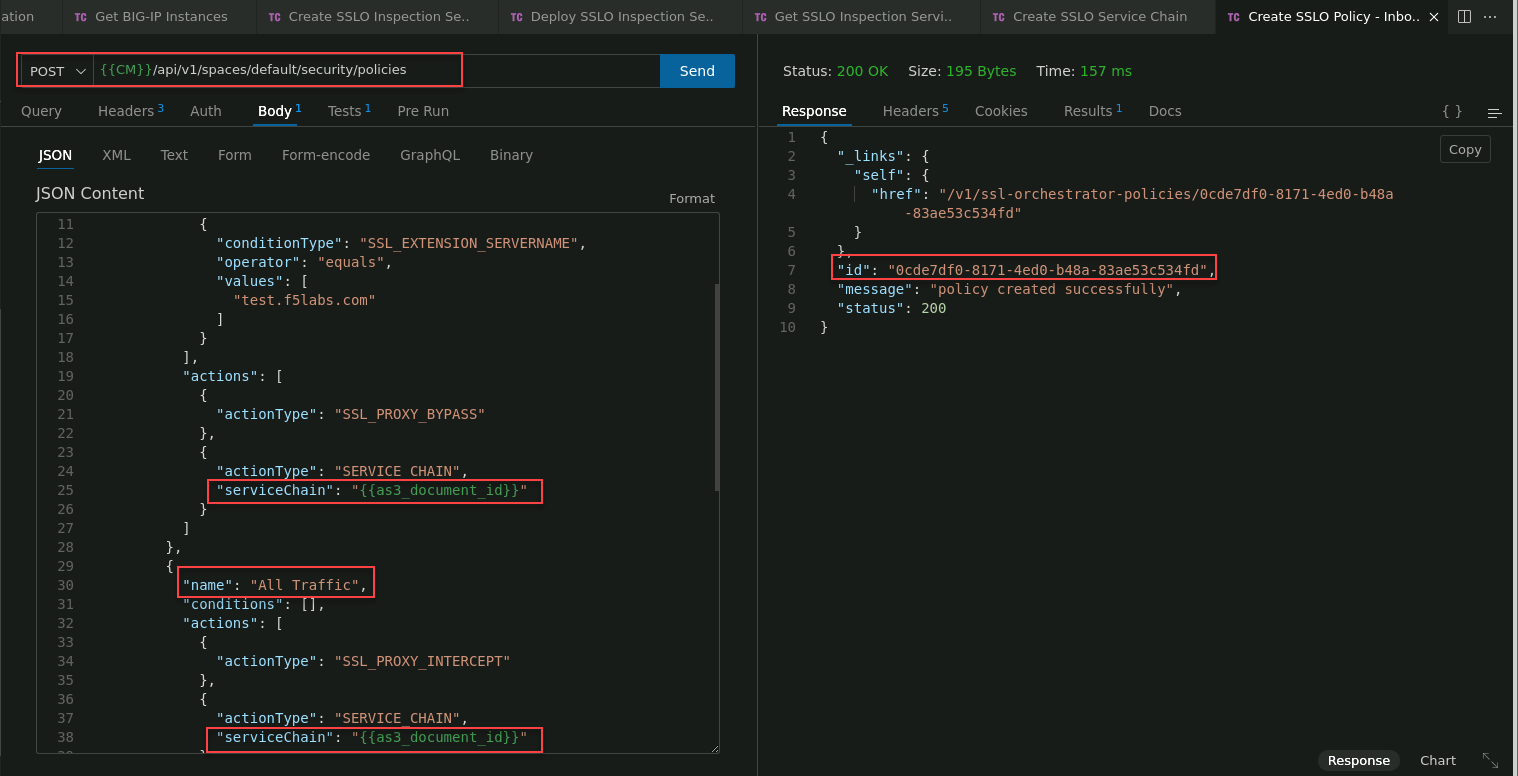 ation
TC Get BIG-IP Instances
TC Create SSLO Inspection Se..
TC Deploy SSLO Inspection Se..
TC Get SSLO Inspection Servi..
TC Create SSLO Service Chain
TC Create SSLO Policy - Inbo..
POST {{CM}}/api/v1/spaces/default/security/policies Send
Query Headers 3 Auth Body 1 Tests 1 Pre Run
JSON XML Text Form Form-encode GraphQL Binary
JSON Content
Format
11 {
12 "conditionType": "SSL_EXTENSION_SERVERNAME",
13 "operator": "equals",
14 "values": [
15 "test.f5labs.com"
16 ]
17 }
18 ],
19 "actions": [
20 {
21 "actionType": "SSL_PROXY_BYPASS"
22 },
23 {
24 "actionType": "SERVICE_CHAIN",
25 "serviceChain": "{{as3_document_id}}"
26 }
27 ]
28 },
29 {
30 "name": "All Traffic",
31 "conditions": [],
32 "actions": [
33 {
34 "actionType": "SSL_PROXY_INTERCEPT"
35 },
36 {
37 "actionType": "SERVICE_CHAIN",
38 "serviceChain": "{{as3_document_id}}"
39 }
Status: 200 OK Size: 195 Bytes Time: 157 ms
Response Headers 5 Cookies Results 1 Docs { }
Copy
1 {
2 "_links": {
3 "self": {
4 "href": "/v1/ssl-orchestrator-policies/0cde7df0-8171-4ed0-b48a
-83ae53c534fd"
5 }
6 },
7 "id": "0cde7df0-8171-4ed0-b48a-83ae53c534fd",
8 "message": "policy created successfully",
9 "status": 200
10 }
Response Chart